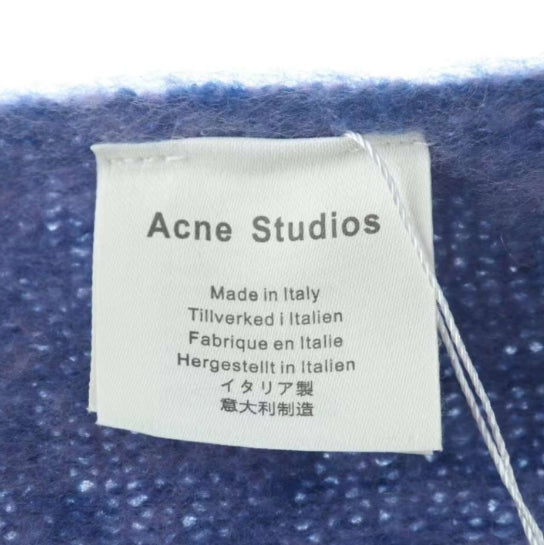 Acne Studios
Made in Italy
Tillverked i Italien
Fabrique en Italie
Hergestellt in Italien
イタリア製
意大利制造